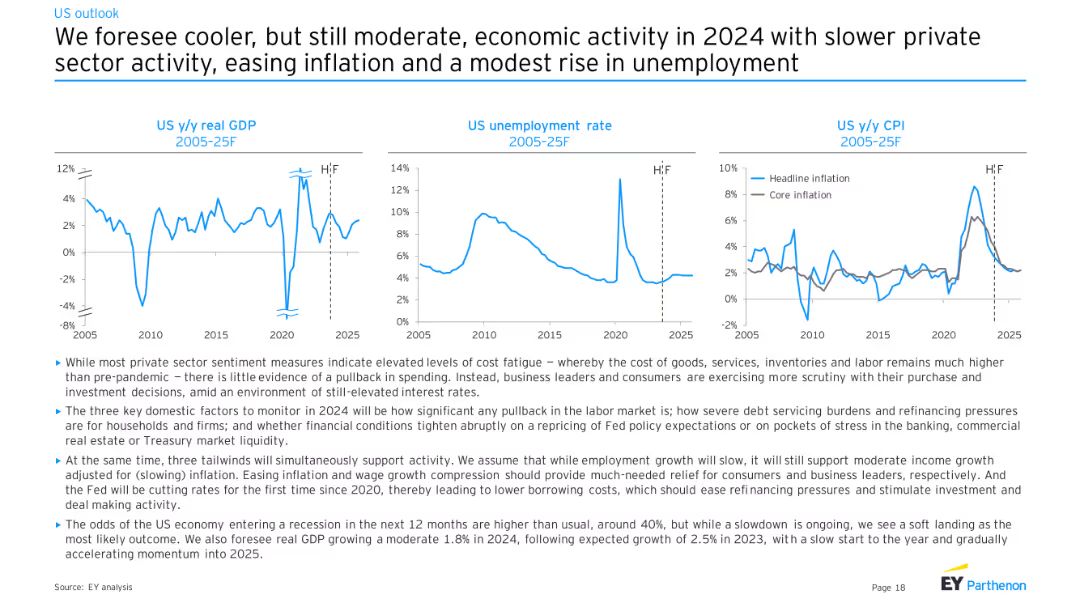 US outlook
We foresee cooler, but still moderate, economic activity in 2024 with slower private
sector activity, easing inflation and a modest rise in unemployment
US y/y real GDP
2005-25F
12%
4%
2%
0%
-2%
-4%
-8%
H F
2005 2010 2015 2020 2025
US unemployment rate
2005-25F
14%
12%
10%
8%
6%
4%
2%
0%
H F
2005 2010 2015 2020 2025
US y/y CPI
2005-25F
10%
8%
6%
4%
2%
0%
-2%
Headline inflation
Core inflation
H F
2005 2010 2015 2020 2025
While most private sector sentiment measures indicate elevated levels of cost fatigue — whereby the cost of goods, services, inventories and labor remains much higher
than pre-pandemic — there is little evidence of a pullback in spending. Instead, business leaders and consumers are exercising more scrutiny with their purchase and
investment decisions, amid an environment of still-elevated interest rates.
The three key domestic factors to monitor in 2024 will be how significant any pullback in the labor market is; how severe debt servicing burdens and refinancing pressures
are for households and firms; and whether financial conditions tighten abruptly on a repricing of Fed policy expectations or on pockets of stress in the banking, commercial
real estate or Treasury market liquidity.
At the same time, three tailwinds will simultaneously support activity. We assume that while employment growth will slow, it will still support moderate income growth
adjusted for (slowing) inflation. Easing inflation and wage growth compression should provide much-needed relief for consumers and business leaders, respectively. And
the Fed will be cutting rates for the first time since 2020, thereby leading to lower borrowing costs, which should ease refinancing pressures and stimulate investment and
deal making activity.
The odds of the US economy entering a recession in the next 12 months are higher than usual, around 40%, but while a slowdown is ongoing, we see a soft landing as the
most likely outcome. We also foresee real GDP growing a moderate 1.8% in 2024, following expected growth of 2.5% in 2023, with a slow start to the year and gradually
accelerating momentum into 2025.
Source: EY analysis
Page 18
EY Parthenon